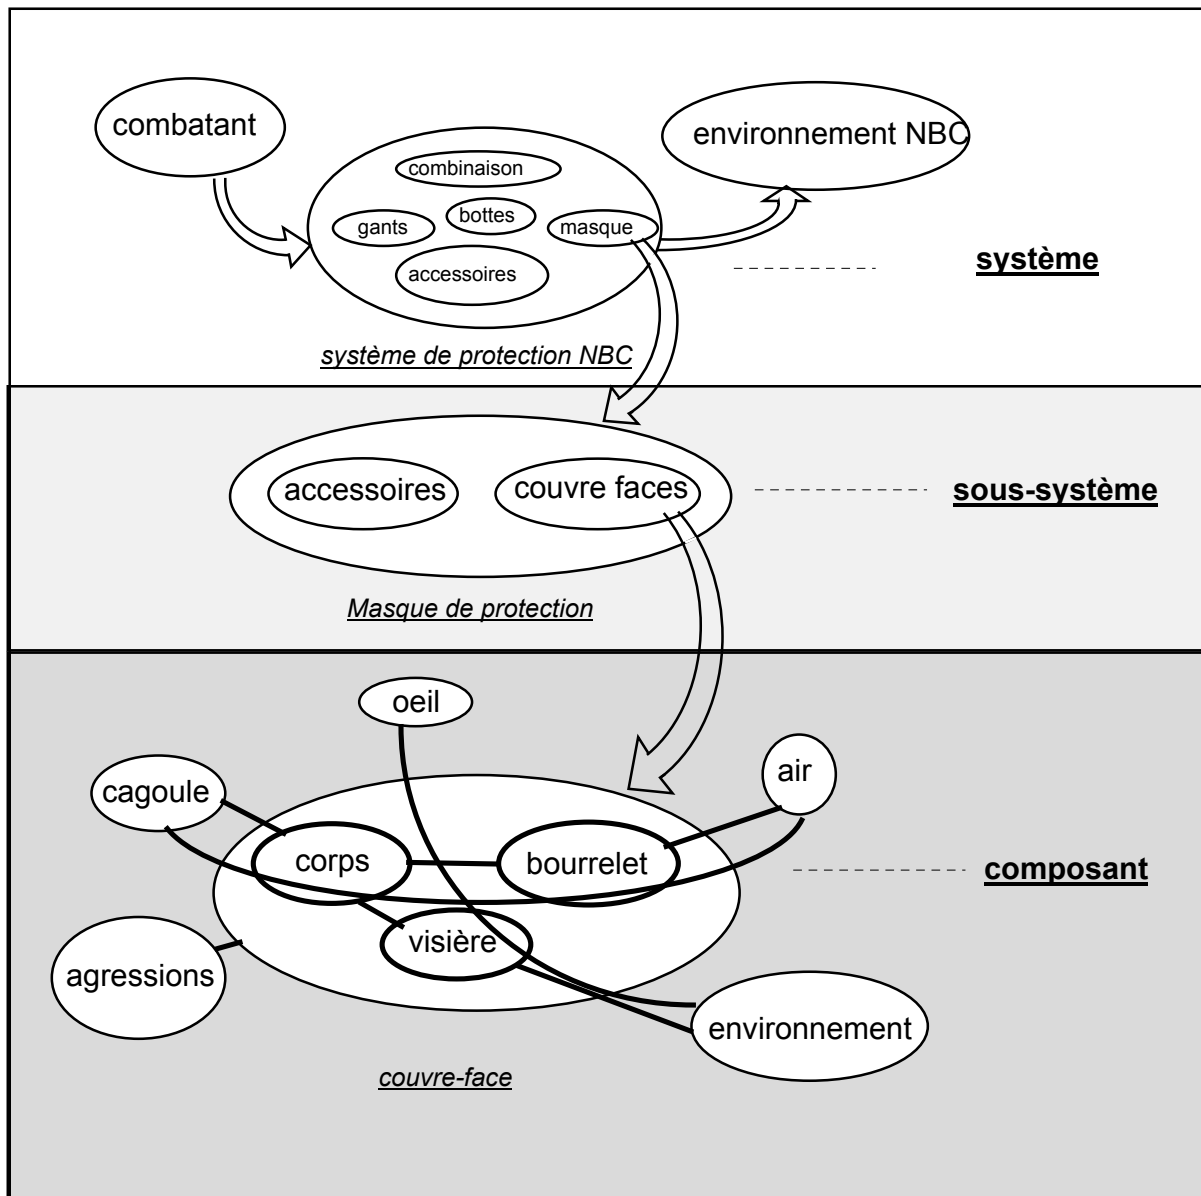 combatant
environnement NBC
combinaison
bottes
gants
masque
accessoires
système
système de protection NBC
accessoires
couvre faces
sous-système
Masque de protection
oeil
air
cagoule
corps
bourrelet
composant
visière
agressions
environnement
couvre-face